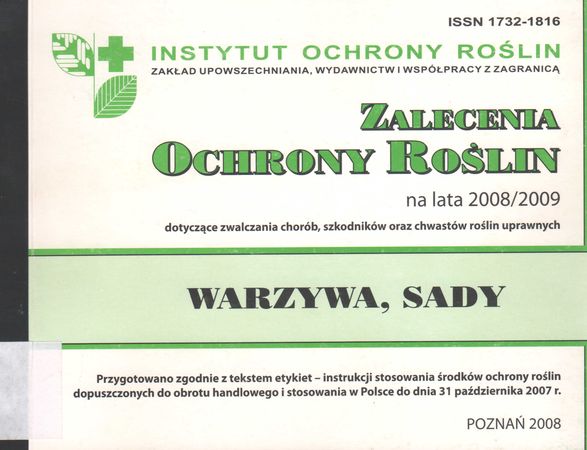 ISSN 1732-1816
INSTYTUT OCHRONY ROŚLIN
ZAKŁAD UPOWSZECHNIANIA, WYDAWNICTW I WSPÓŁPRACY Z ZAGRANICĄ
ZALECENIA
OCHRONY ROŚLIN
na lata 2008/2009
dotyczące zwalczania chorób, szkodników oraz chwastów roślin uprawnych
WARZYWA, SADY
Przygotowano zgodnie z tekstem etykiet – instrukcji stosowania środków ochrony roślin
dopuszczonych do obrotu handlowego i stosowania w Polsce do dnia 31 października 2007 r.
POZNAŃ 2008